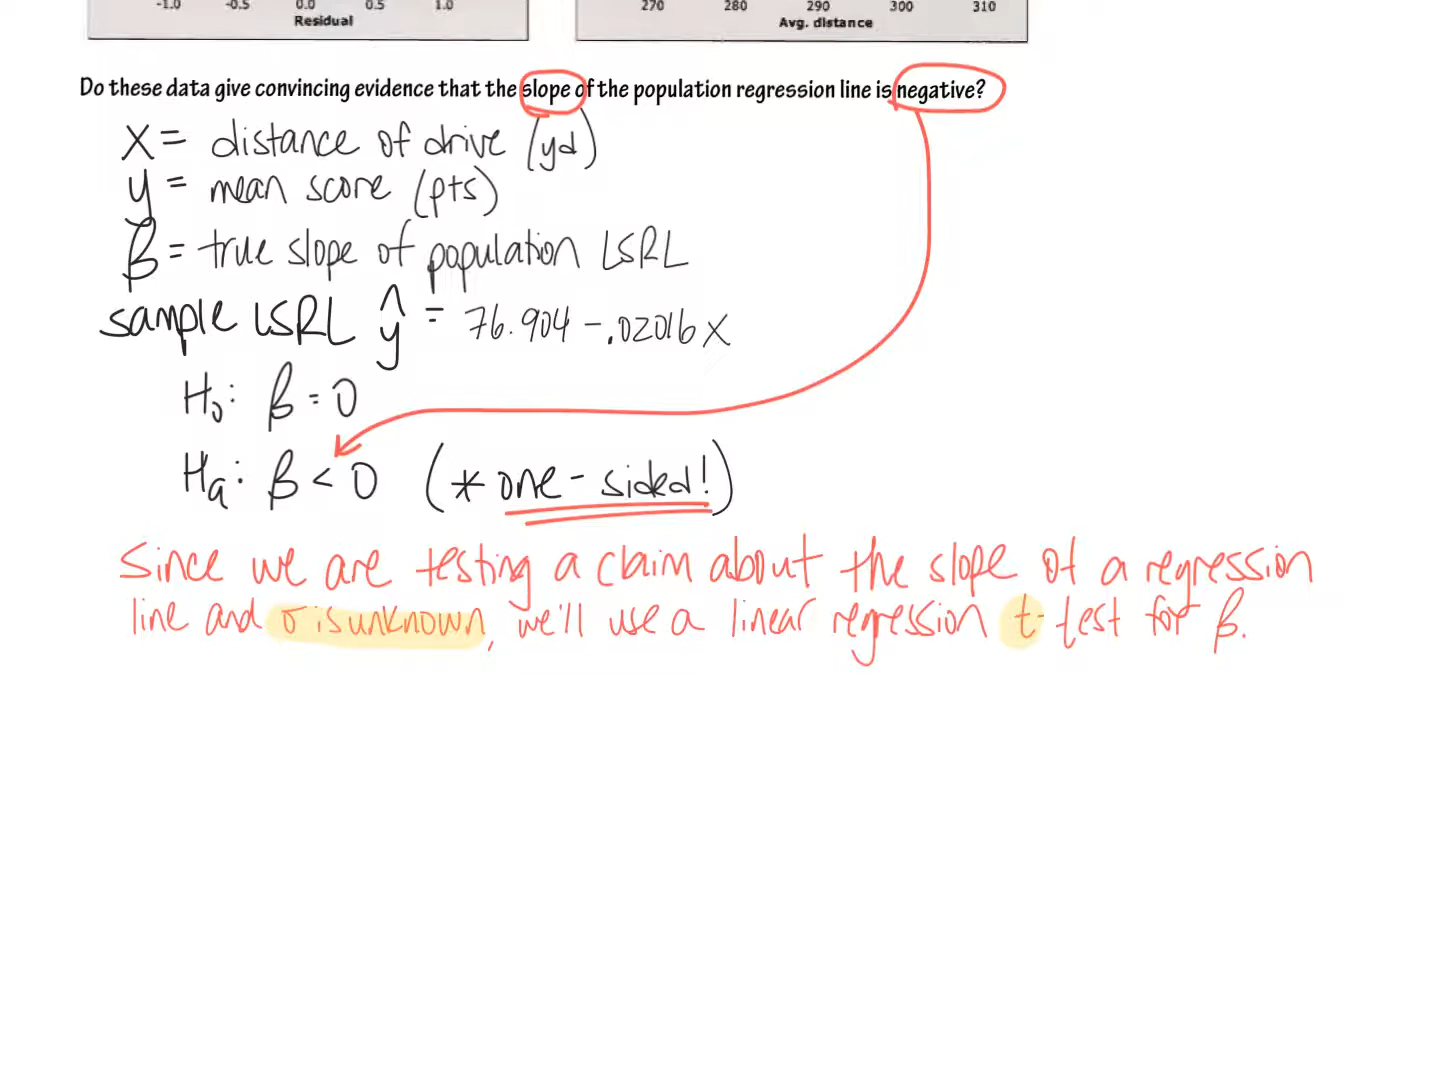 -1.0 -0.5 0.0 0.5 1.0 270 280 290 300 310
Residual Avg. distance
Do these data give convincing evidence that the slope of the population regression line is negative?
X = distance of drive (yd)
y = mean score (pts)
β = true slope of population LSRL
sample LSRL ŷ = 76.904 - .02016 X
H₀: β = 0
Hₐ: β < 0 (* one-sided!)
Since we are testing a claim about the slope of a regression
line and σ is unknown, we'll use a linear regression t-test for β.